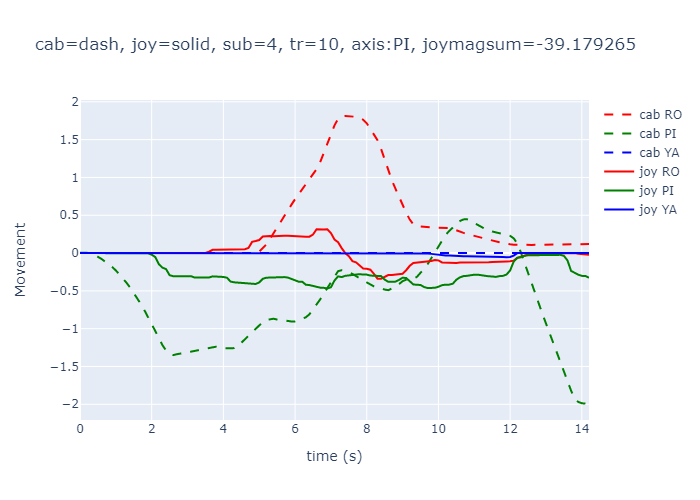 cab=dash, joy=solid, sub=4, tr=10, axis:PI, joymagsum=-39.179265
2
1.5
1
0.5
0
−0.5
−1
−1.5
−2
Movement
0 2 4 6 8 10 12 14
time (s)
cab RO
cab PI
cab YA
joy RO
joy PI
joy YA